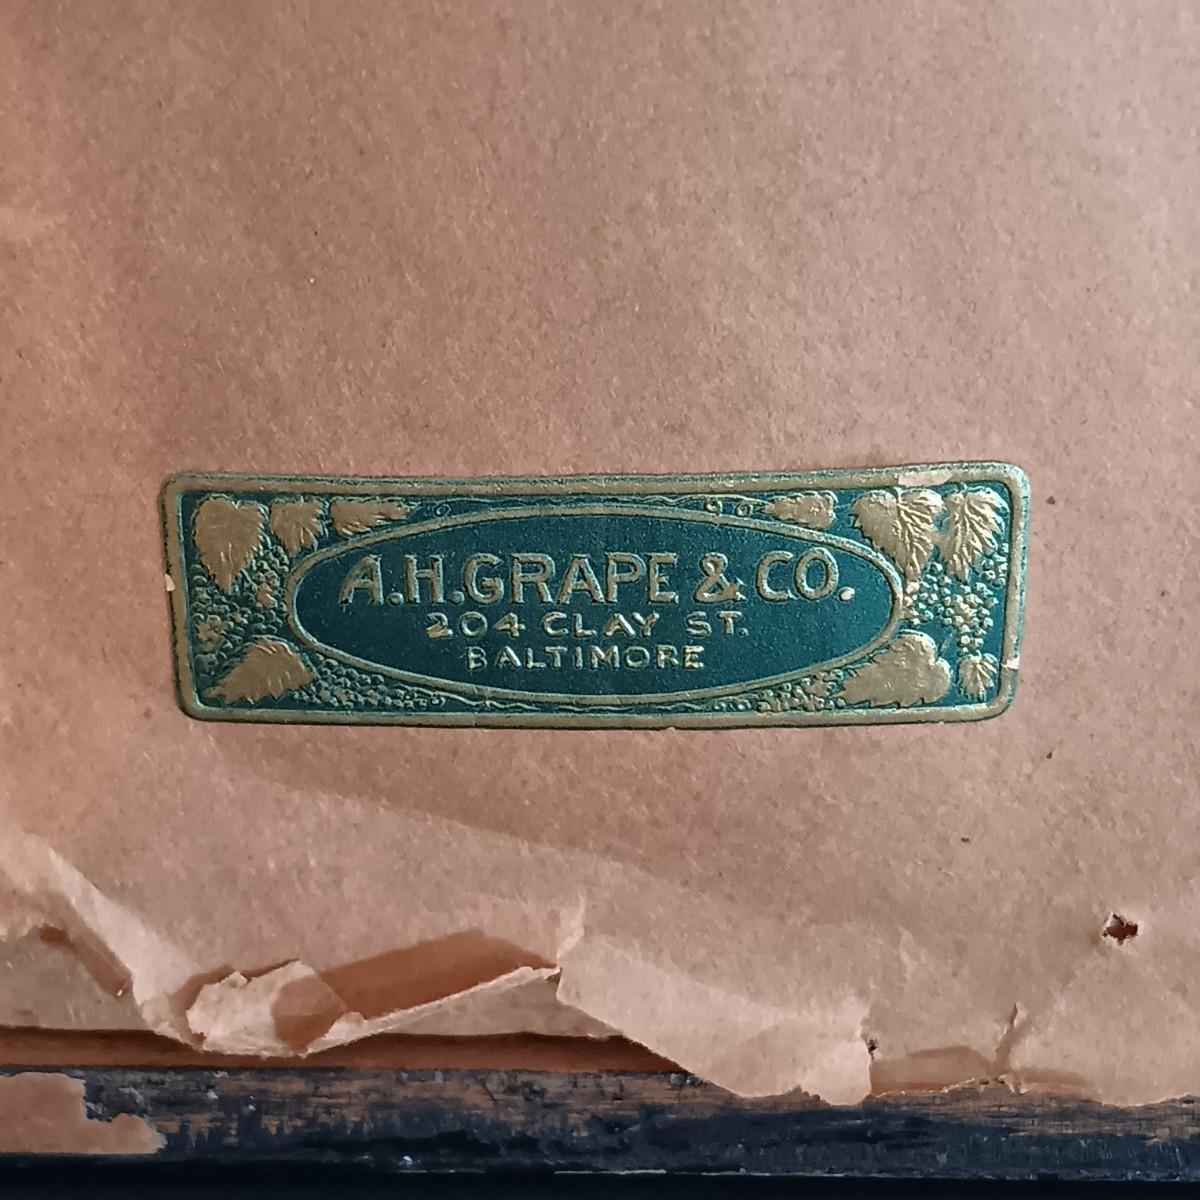 A.H.GRAPE & CO.
204 CLAY ST.
BALTIMORE